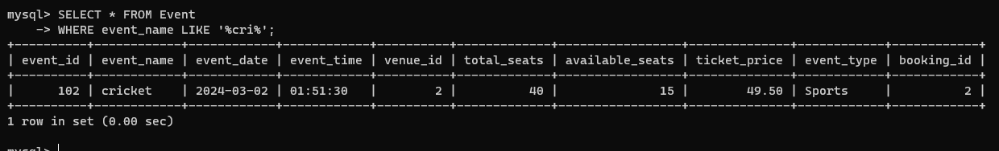 mysql> SELECT * FROM Event
    -> WHERE event_name LIKE '%cri%';
+----------+------------+------------+------------+----------+-------------+-----------------+--------------+------------+------------+
| event_id | event_name | event_date | event_time | venue_id | total_seats | available_seats | ticket_price | event_type | booking_id |
+----------+------------+------------+------------+----------+-------------+-----------------+--------------+------------+------------+
|      102 | cricket    | 2024-03-02 | 01:51:30   |        2 |          40 |              15 |        49.50 | Sports     |          2 |
+----------+------------+------------+------------+----------+-------------+-----------------+--------------+------------+------------+
1 row in set (0.00 sec)
mysql>